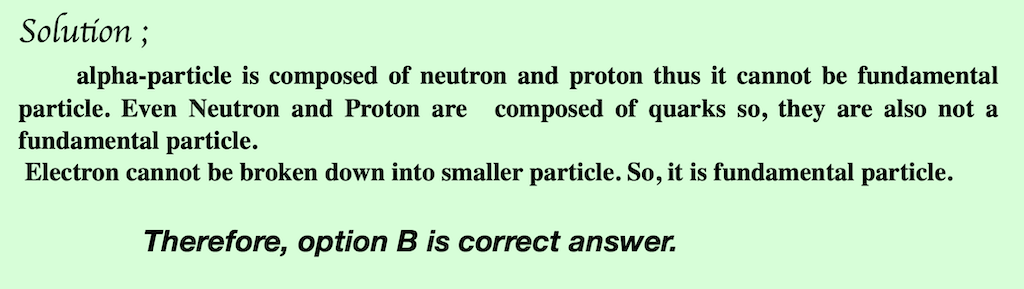 Solution ;
alpha-particle is composed of neutron and proton thus it cannot be fundamental
particle. Even Neutron and Proton are composed of quarks so, they are also not a
fundamental particle.
Electron cannot be broken down into smaller particle. So, it is fundamental particle.
Therefore, option B is correct answer.